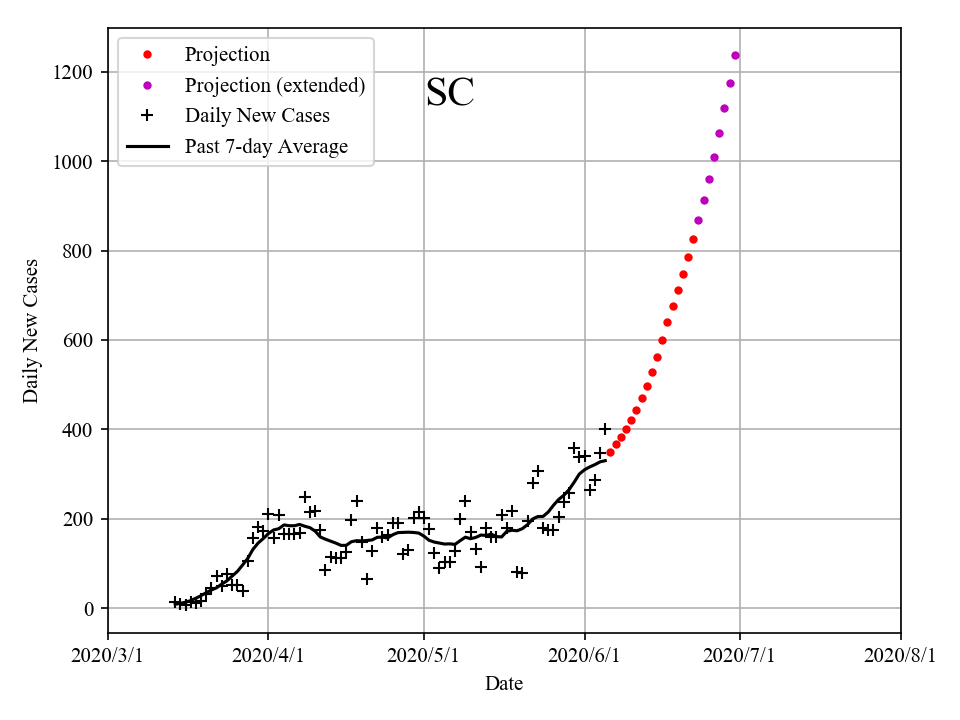 Projection
Projection (extended)
Daily New Cases
Past 7-day Average
SC
1200
1000
800
600
400
200
0
Daily New Cases
2020/3/1 2020/4/1 2020/5/1 2020/6/1 2020/7/1 2020/8/1
Date